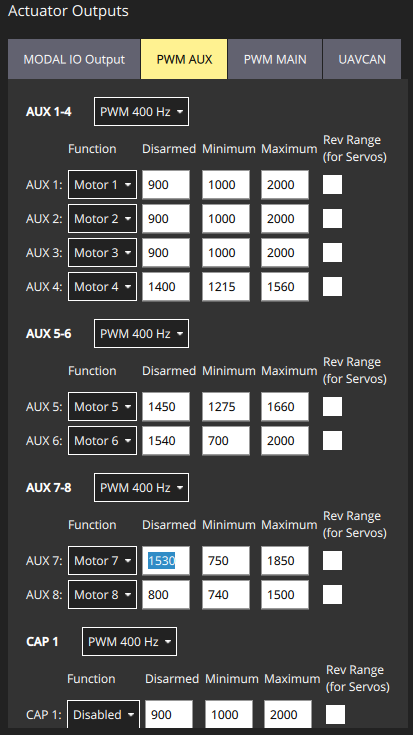 Actuator Outputs
MODAL IO Output PWM AUX PWM MAIN UAVCAN
AUX 1-4 PWM 400 Hz
Function Disarmed Minimum Maximum Rev Range (for Servos)
AUX 1: Motor 1 900 1000 2000
AUX 2: Motor 2 900 1000 2000
AUX 3: Motor 3 900 1000 2000
AUX 4: Motor 4 1400 1215 1560
AUX 5-6 PWM 400 Hz
Function Disarmed Minimum Maximum Rev Range (for Servos)
AUX 5: Motor 5 1450 1275 1660
AUX 6: Motor 6 1540 700 2000
AUX 7-8 PWM 400 Hz
Function Disarmed Minimum Maximum Rev Range (for Servos)
AUX 7: Motor 7 1530 750 1850
AUX 8: Motor 8 800 740 1500
CAP 1 PWM 400 Hz
Function Disarmed Minimum Maximum Rev Range (for Servos)
CAP 1: Disabled 900 1000 2000